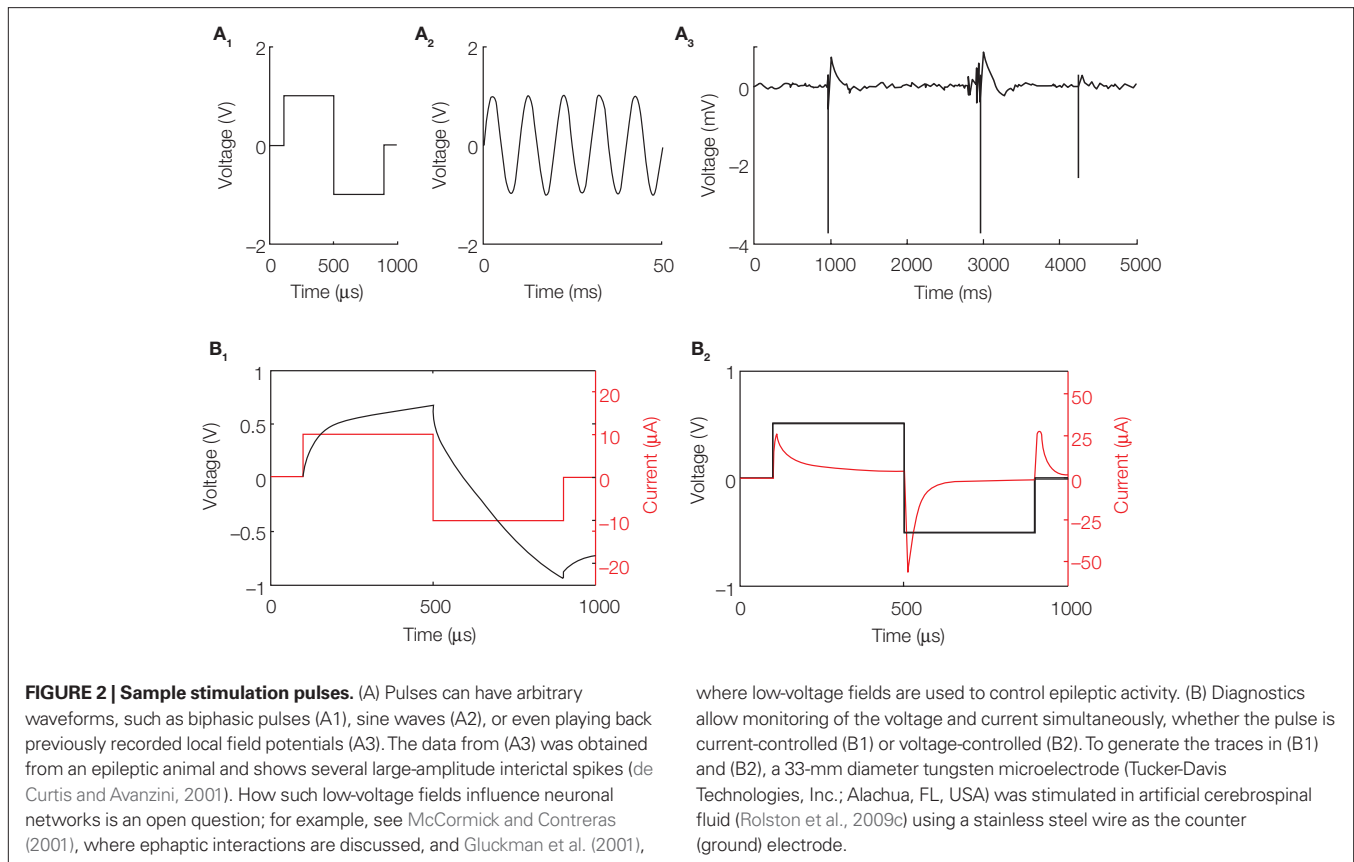 A1
A2
A3
2
0
−2
Voltage (V)
0
500
1000
Time (μs)
2
0
−2
Voltage (V)
0
50
Time (ms)
0
−2
−4
Voltage (mV)
0
1000
2000
3000
4000
5000
Time (ms)
B1
B2
1
0.5
0
−0.5
−1
Voltage (V)
20
10
0
−10
−20
Current (μA)
0
500
1000
Time (μs)
1
0
−1
Voltage (V)
50
25
0
−25
−50
Current (μA)
0
500
1000
Time (μs)
FIGURE 2 | Sample stimulation pulses. (A) Pulses can have arbitrary
waveforms, such as biphasic pulses (A1), sine waves (A2), or even playing back
previously recorded local field potentials (A3). The data from (A3) was obtained
from an epileptic animal and shows several large-amplitude interictal spikes (de
Curtis and Avanzini, 2001). How such low-voltage fields influence neuronal
networks is an open question; for example, see McCormick and Contreras
(2001), where ephaptic interactions are discussed, and Gluckman et al. (2001),
where low-voltage fields are used to control epileptic activity. (B) Diagnostics
allow monitoring of the voltage and current simultaneously, whether the pulse is
current-controlled (B1) or voltage-controlled (B2). To generate the traces in (B1)
and (B2), a 33-mm diameter tungsten microelectrode (Tucker-Davis
Technologies, Inc.; Alachua, FL, USA) was stimulated in artificial cerebrospinal
fluid (Rolston et al., 2009c) using a stainless steel wire as the counter
(ground) electrode.